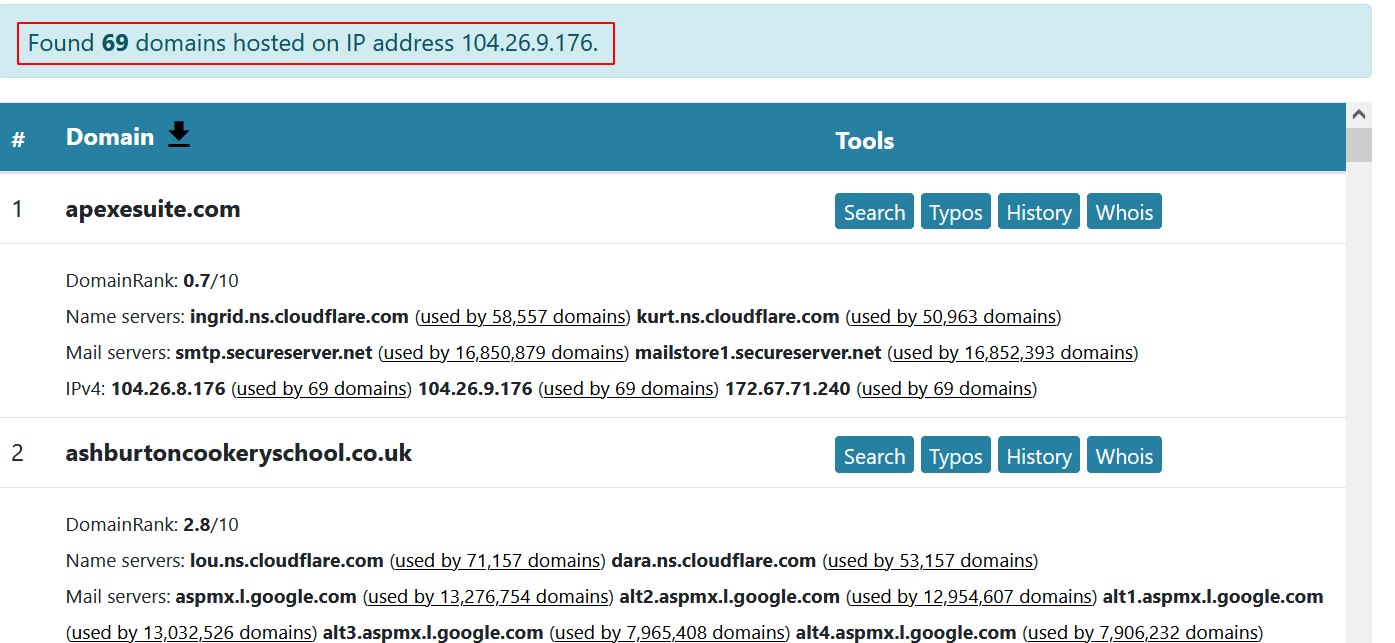 Found 69 domains hosted on IP address 104.26.9.176.
# Domain Tools
1 apexesuite.com Search Typos History Whois
DomainRank: 0.7/10
Name servers: ingrid.ns.cloudflare.com (used by 58,557 domains) kurt.ns.cloudflare.com (used by 50,963 domains)
Mail servers: smtp.secureserver.net (used by 16,850,879 domains) mailstore1.secureserver.net (used by 16,852,393 domains)
IPv4: 104.26.8.176 (used by 69 domains) 104.26.9.176 (used by 69 domains) 172.67.71.240 (used by 69 domains)
2 ashburtoncookeryschool.co.uk Search Typos History Whois
DomainRank: 2.8/10
Name servers: lou.ns.cloudflare.com (used by 71,157 domains) dara.ns.cloudflare.com (used by 53,157 domains)
Mail servers: aspmx.l.google.com (used by 13,276,754 domains) alt2.aspmx.l.google.com (used by 12,954,607 domains) alt1.aspmx.l.google.com
(used by 13,032,526 domains) alt3.aspmx.l.google.com (used by 7,965,408 domains) alt4.aspmx.l.google.com (used by 7,906,232 domains)